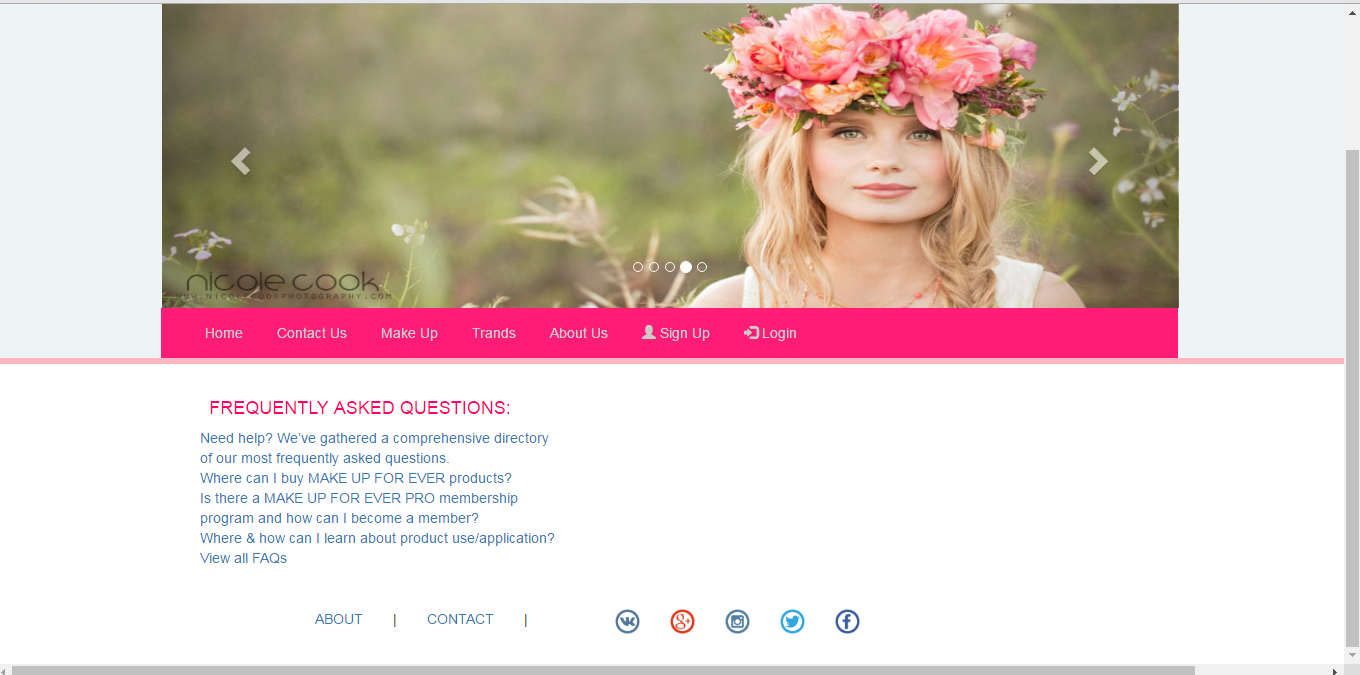 nicole cook
WWW.NICOLECOOKPHOTOGRAPHY.COM
Home Contact Us Make Up Trands About Us Sign Up Login
FREQUENTLY ASKED QUESTIONS:
Need help? We’ve gathered a comprehensive directory
of our most frequently asked questions.
Where can I buy MAKE UP FOR EVER products?
Is there a MAKE UP FOR EVER PRO membership
program and how can I become a member?
Where & how can I learn about product use/application?
View all FAQs
ABOUT | CONTACT |